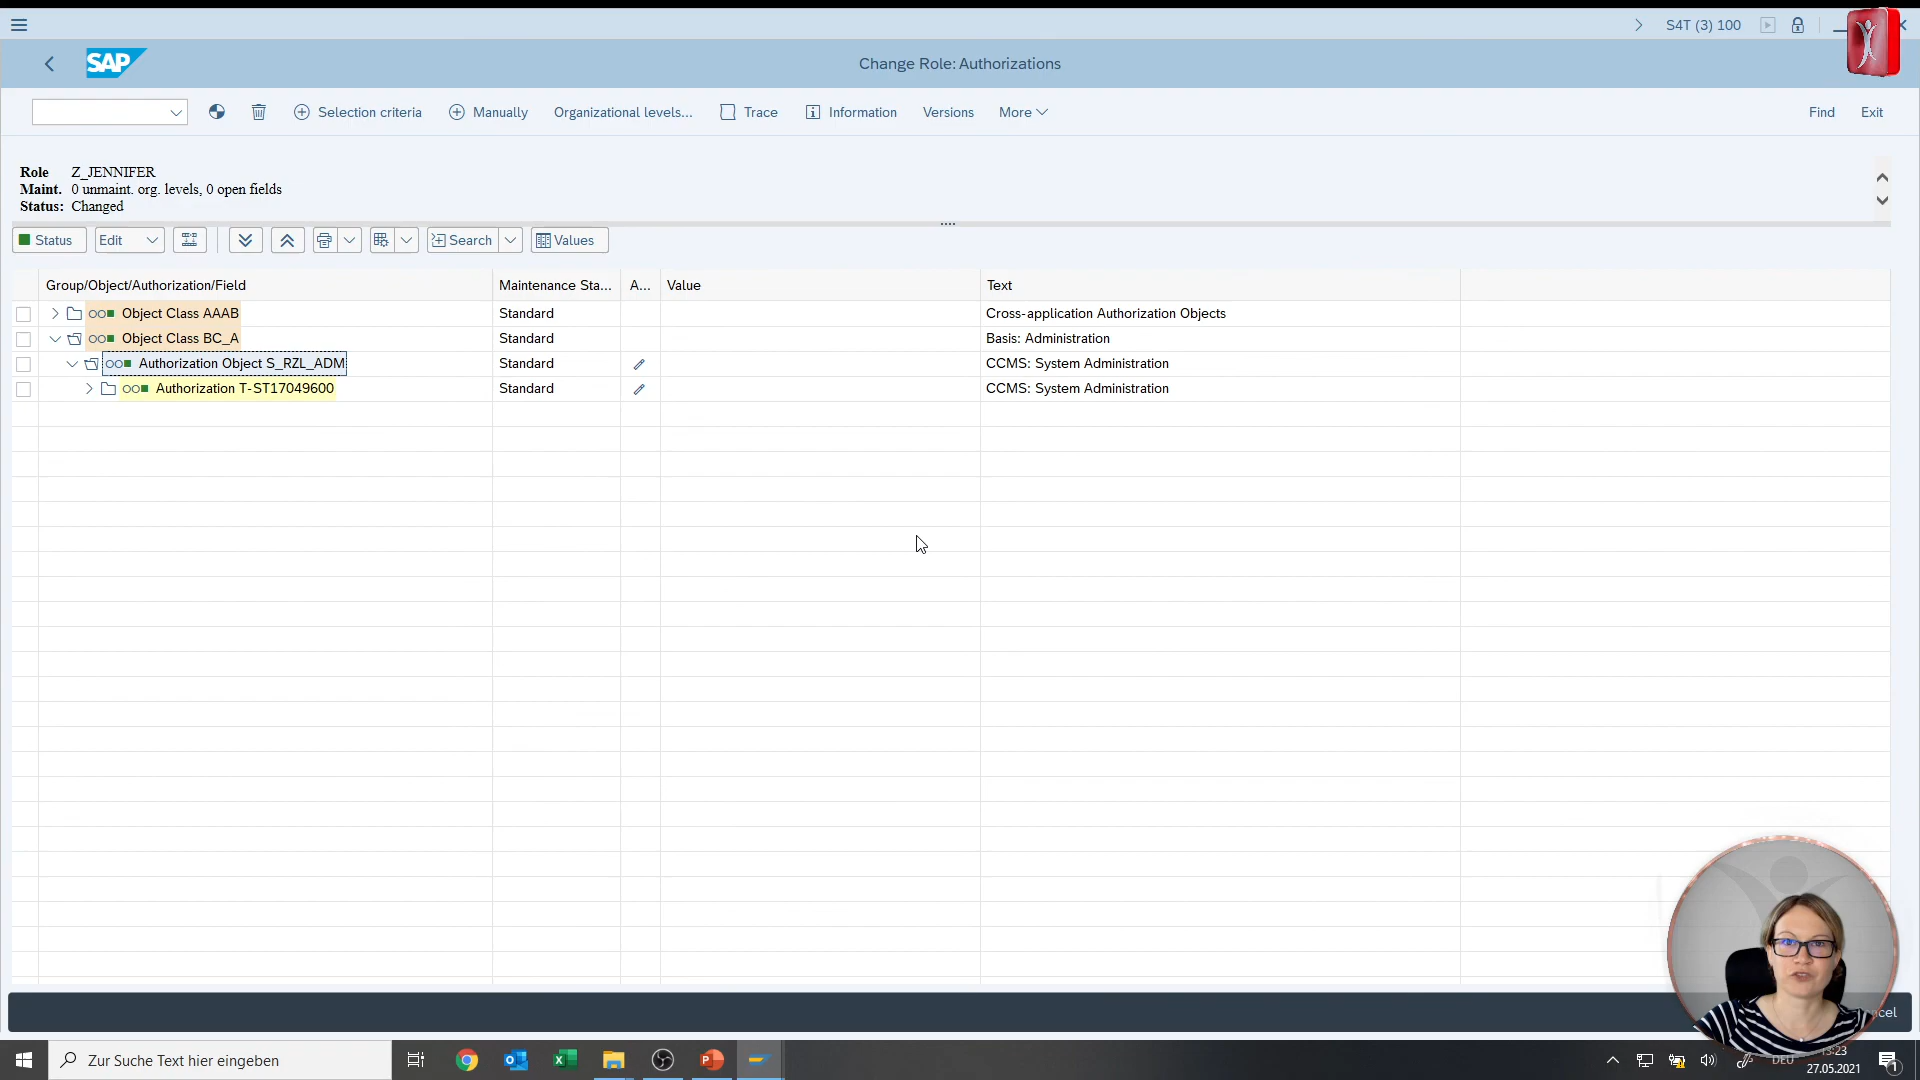 S4T (3) 100
SAP
Change Role: Authorizations
Selection criteria Manually Organizational levels... Trace Information Versions More Find Exit
Role Z_JENNIFER
Maint. 0 unmaint. org. levels, 0 open fields
Status: Changed
Status Edit Search Values
Group/Object/Authorization/Field Maintenance Sta... A... Value Text
Object Class AAAB Standard Cross-application Authorization Objects
Object Class BC_A Standard Basis: Administration
Authorization Object S_RZL_ADM Standard CCMS: System Administration
Authorization T-ST17049600 Standard CCMS: System Administration
Zur Suche Text hier eingeben
DEU
27.05.2021
1